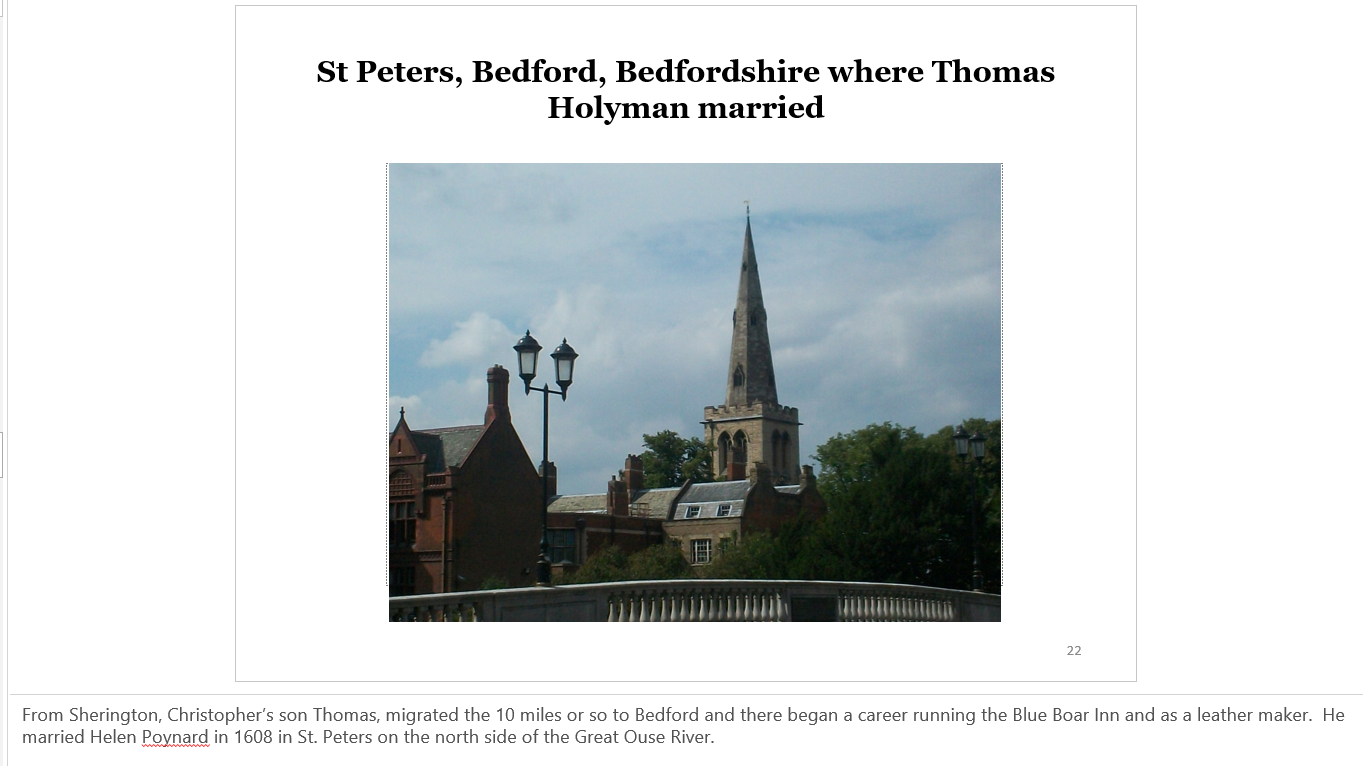 St Peters, Bedford, Bedfordshire where Thomas
Holyman married
22
From Sherington, Christopher’s son Thomas, migrated the 10 miles or so to Bedford and there began a career running the Blue Boar Inn and as a leather maker.  He
married Helen Poynard in 1608 in St. Peters on the north side of the Great Ouse River.